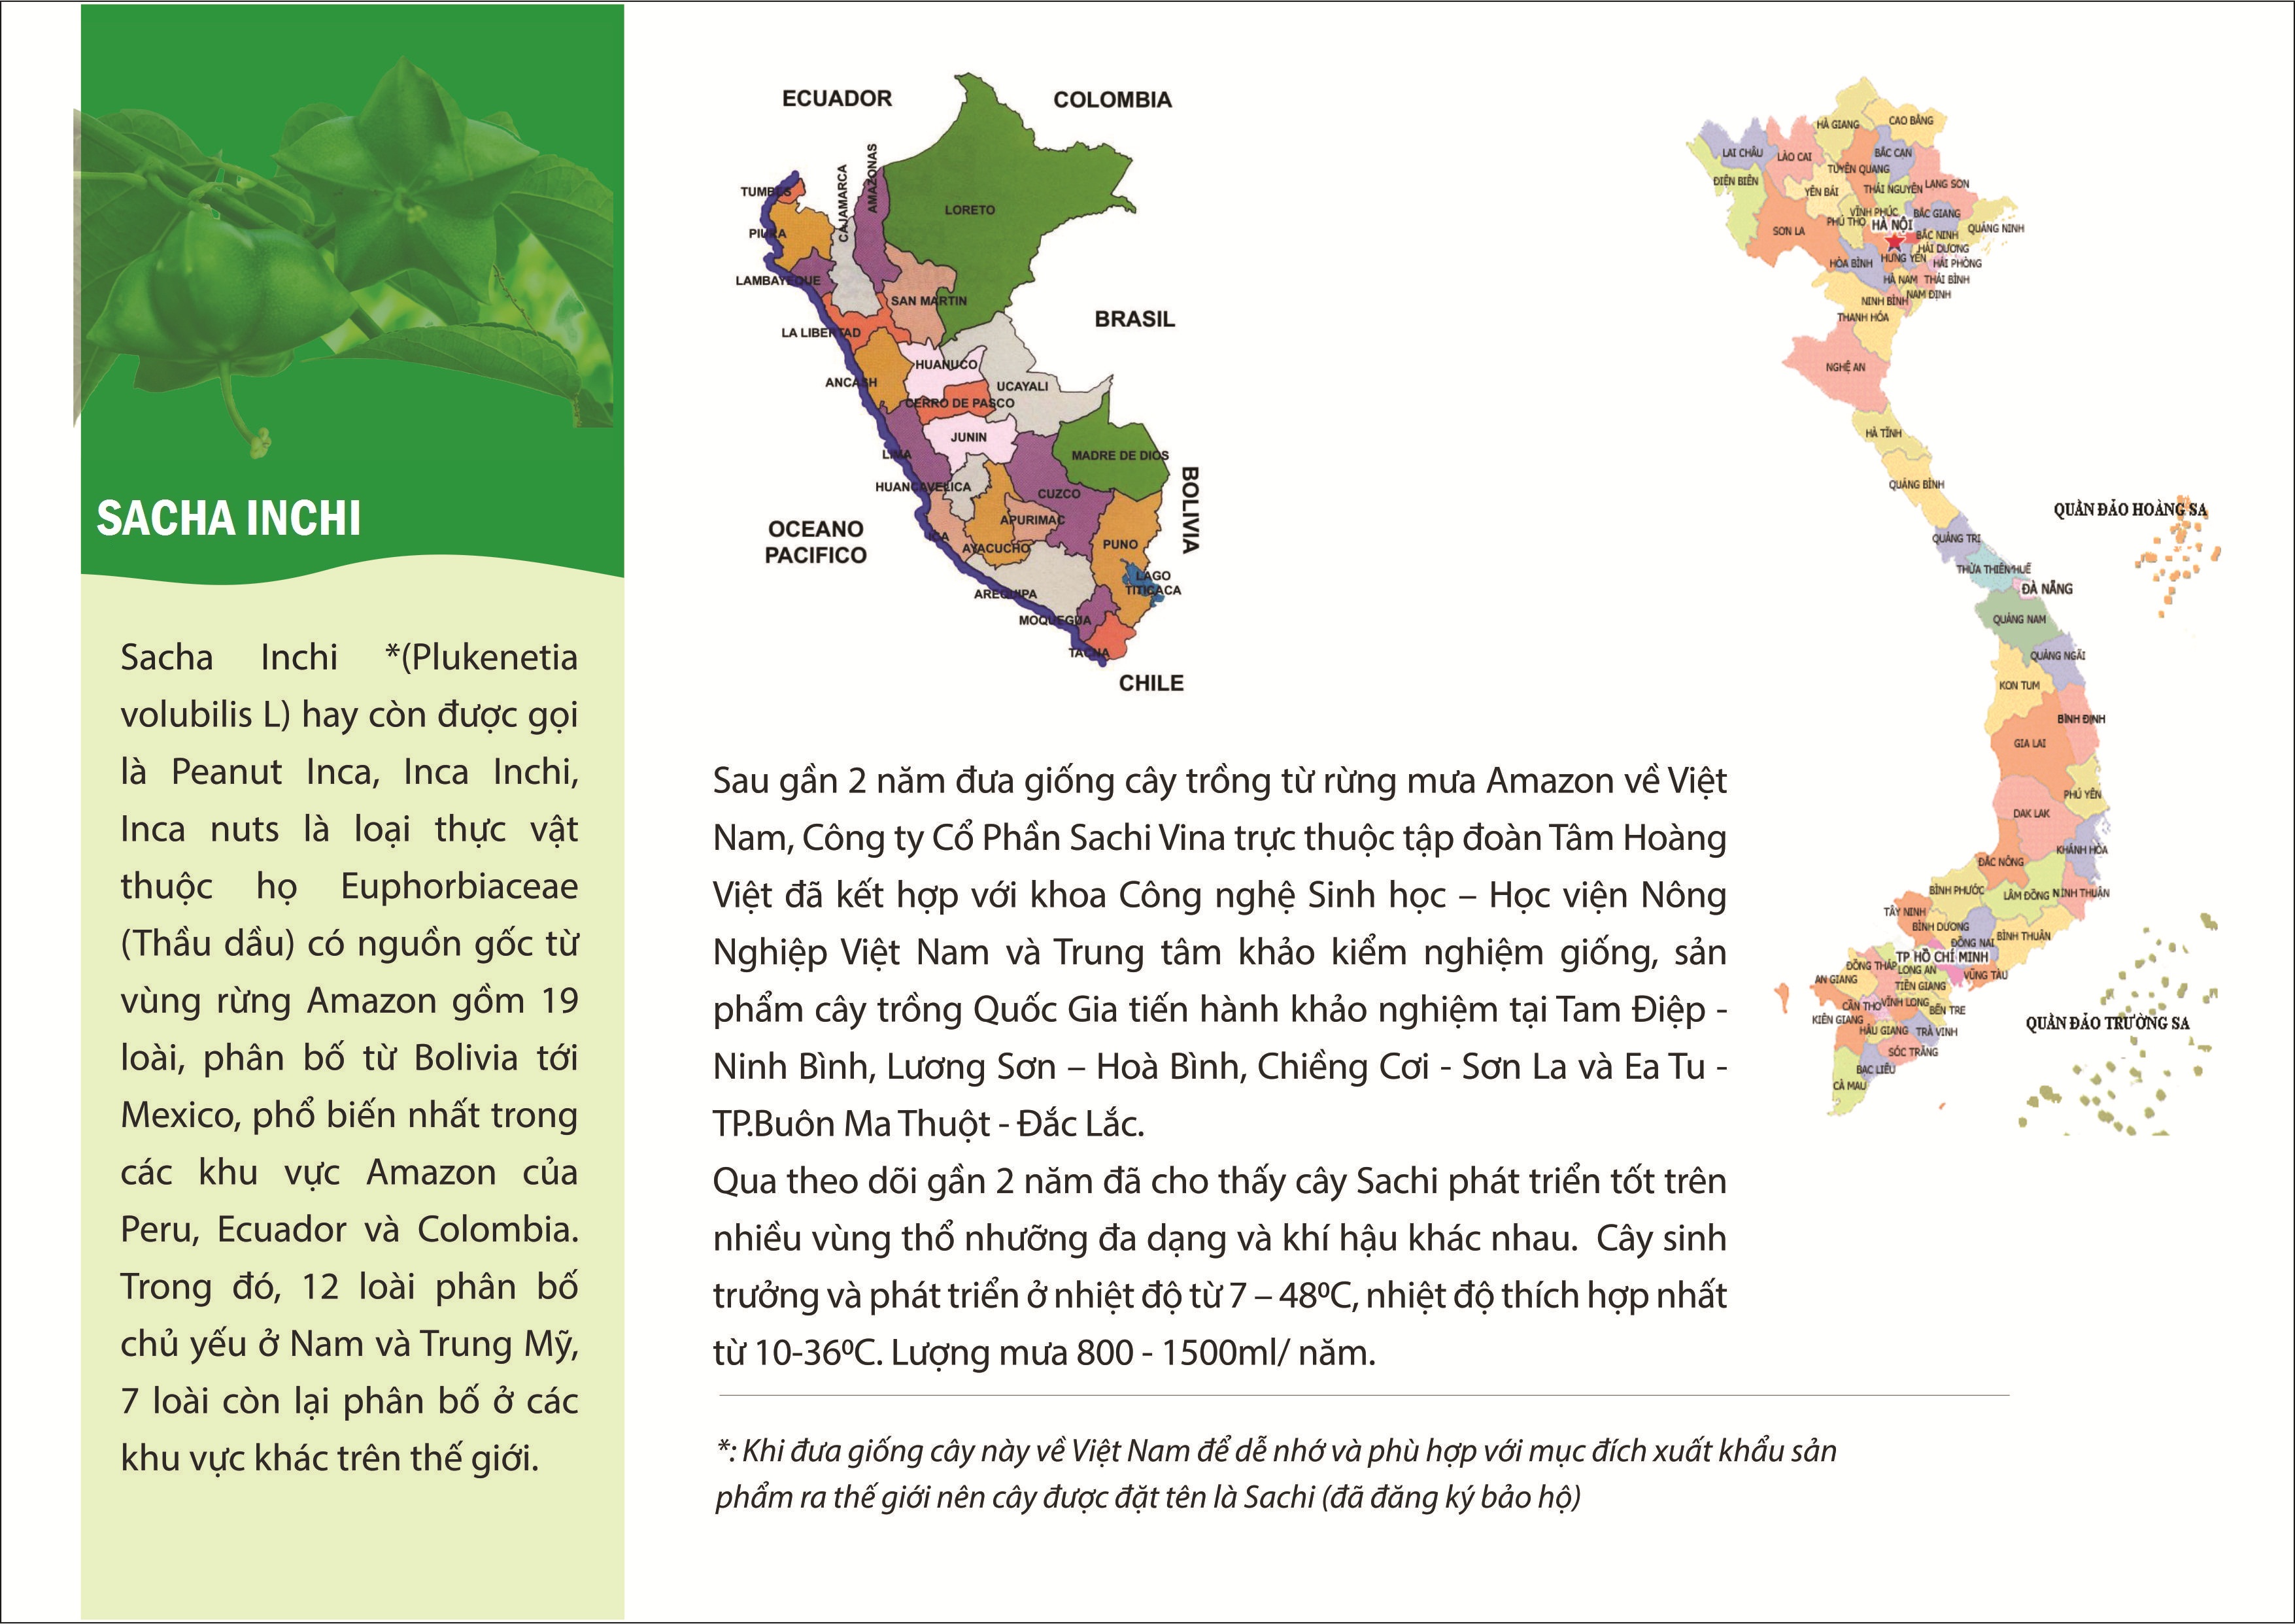 SACHA INCHI
Sacha Inchi *(Plukenetia
volubilis L) hay còn được gọi
là Peanut Inca, Inca Inchi,
Inca nuts là loại thực vật
thuộc họ Euphorbiaceae
(Thầu dầu) có nguồn gốc từ
vùng rừng Amazon gồm 19
loài, phân bố từ Bolivia tới
Mexico, phổ biến nhất trong
các khu vực Amazon của
Peru, Ecuador và Colombia.
Trong đó, 12 loài phân bố
chủ yếu ở Nam và Trung Mỹ,
7 loài còn lại phân bố ở các
khu vực khác trên thế giới.
ECUADOR
COLOMBIA
AMAZONAS
CAJAMARCA
TUMBES
LORETO
PIURA
LAMBAYEQUE
SAN MARTIN
BRASIL
LA LIBERTAD
HUANUCO
ANCASH
UCAYALI
CERRO DE PASCO
JUNIN
LIMA
MADRE DE DIOS
HUANCAVELICA
CUZCO
BOLIVIA
OCEANO
PACIFICO
APURIMAC
ICA
AYACUCHO
PUNO
LAGO
TITICACA
AREQUIPA
MOQUEGUA
TACNA
CHILE
HÀ GIANG
CAO BẰNG
LAI CHÂU
LÀO CAI
BẮC CẠN
TUYÊN QUANG
ĐIỆN BIÊN
YÊN BÁI
THÁI NGUYÊN
LẠNG SƠN
VĨNH PHÚC
BẮC GIANG
PHÚ THỌ
HÀ NỘI
QUẢNG NINH
SƠN LA
BẮC NINH
HẢI DƯƠNG
HÒA BÌNH
HƯNG YÊN
HẢI PHÒNG
HÀ NAM
THÁI BÌNH
NINH BÌNH
NAM ĐỊNH
THANH HÓA
NGHỆ AN
HÀ TĨNH
QUẢNG BÌNH
QUẦN ĐẢO HOÀNG SA
QUẢNG TRỊ
THỪA THIÊN HUẾ
ĐÀ NẴNG
QUẢNG NAM
QUẢNG NGÃI
KON TUM
BÌNH ĐỊNH
GIA LAI
PHÚ YÊN
DAK LAK
KHÁNH HÒA
ĐẮC NÔNG
BÌNH PHƯỚC
LÂM ĐỒNG
NINH THUẬN
TÂY NINH
BÌNH DƯƠNG
ĐỒNG NAI
BÌNH THUẬN
TP HỒ CHÍ MINH
ĐỒNG THÁP
LONG AN
VŨNG TÀU
AN GIANG
TIỀN GIANG
CẦN THƠ
VĨNH LONG
BẾN TRE
KIÊN GIANG
HẬU GIANG
TRÀ VINH
QUẦN ĐẢO TRƯỜNG SA
SÓC TRĂNG
BẠC LIÊU
CÀ MAU
Sau gần 2 năm đưa giống cây trồng từ rừng mưa Amazon về Việt
Nam, Công ty Cổ Phần Sachi Vina trực thuộc tập đoàn Tâm Hoàng
Việt đã kết hợp với khoa Công nghệ Sinh học – Học viện Nông
Nghiệp Việt Nam và Trung tâm khảo kiểm nghiệm giống, sản
phẩm cây trồng Quốc Gia tiến hành khảo nghiệm tại Tam Điệp -
Ninh Bình, Lương Sơn – Hoà Bình, Chiềng Cơi - Sơn La và Ea Tu -
TP.Buôn Ma Thuột - Đắc Lắc.
Qua theo dõi gần 2 năm đã cho thấy cây Sachi phát triển tốt trên
nhiều vùng thổ nhưỡng đa dạng và khí hậu khác nhau. Cây sinh
trưởng và phát triển ở nhiệt độ từ 7 – 48⁰C, nhiệt độ thích hợp nhất
từ 10-36⁰C. Lượng mưa 800 - 1500ml/ năm.
*: Khi đưa giống cây này về Việt Nam để dễ nhớ và phù hợp với mục đích xuất khẩu sản
phẩm ra thế giới nên cây được đặt tên là Sachi (đã đăng ký bảo hộ)